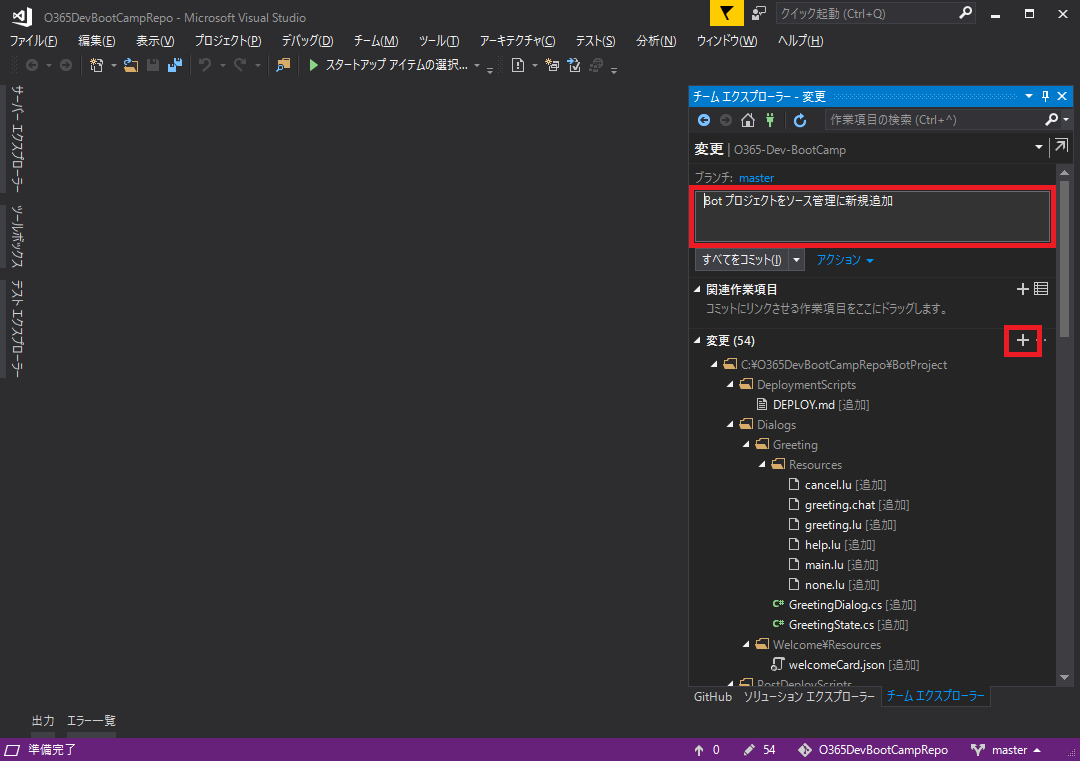 O365DevBootCampRepo - Microsoft Visual Studio
クイック起動 (Ctrl+Q)
ファイル(F) 編集(E) 表示(V) プロジェクト(P) デバッグ(D) チーム(M) ツール(T) アーキテクチャ(C) テスト(S) 分析(N) ウィンドウ(W) ヘルプ(H)
スタートアップ アイテムの選択...
サーバー エクスプローラー
ツールボックス
テスト エクスプローラー
チーム エクスプローラー - 変更
作業項目の検索 (Ctrl+^)
変更 | O365-Dev-BootCamp
ブランチ: master
Bot プロジェクトをソース管理に新規追加
すべてをコミット(I) アクション
関連作業項目
コミットにリンクさせる作業項目をここにドラッグします。
変更 (54)
C:¥O365DevBootCampRepo¥BotProject
DeploymentScripts
DEPLOY.md [追加]
Dialogs
Greeting
Resources
cancel.lu [追加]
greeting.chat [追加]
greeting.lu [追加]
help.lu [追加]
main.lu [追加]
none.lu [追加]
C# GreetingDialog.cs [追加]
C# GreetingState.cs [追加]
Welcome¥Resources
welcomeCard.json [追加]
PostDeployScripts
GitHub ソリューション エクスプローラー チーム エクスプローラー
出力 エラー一覧
準備完了 0 54 O365DevBootCampRepo master